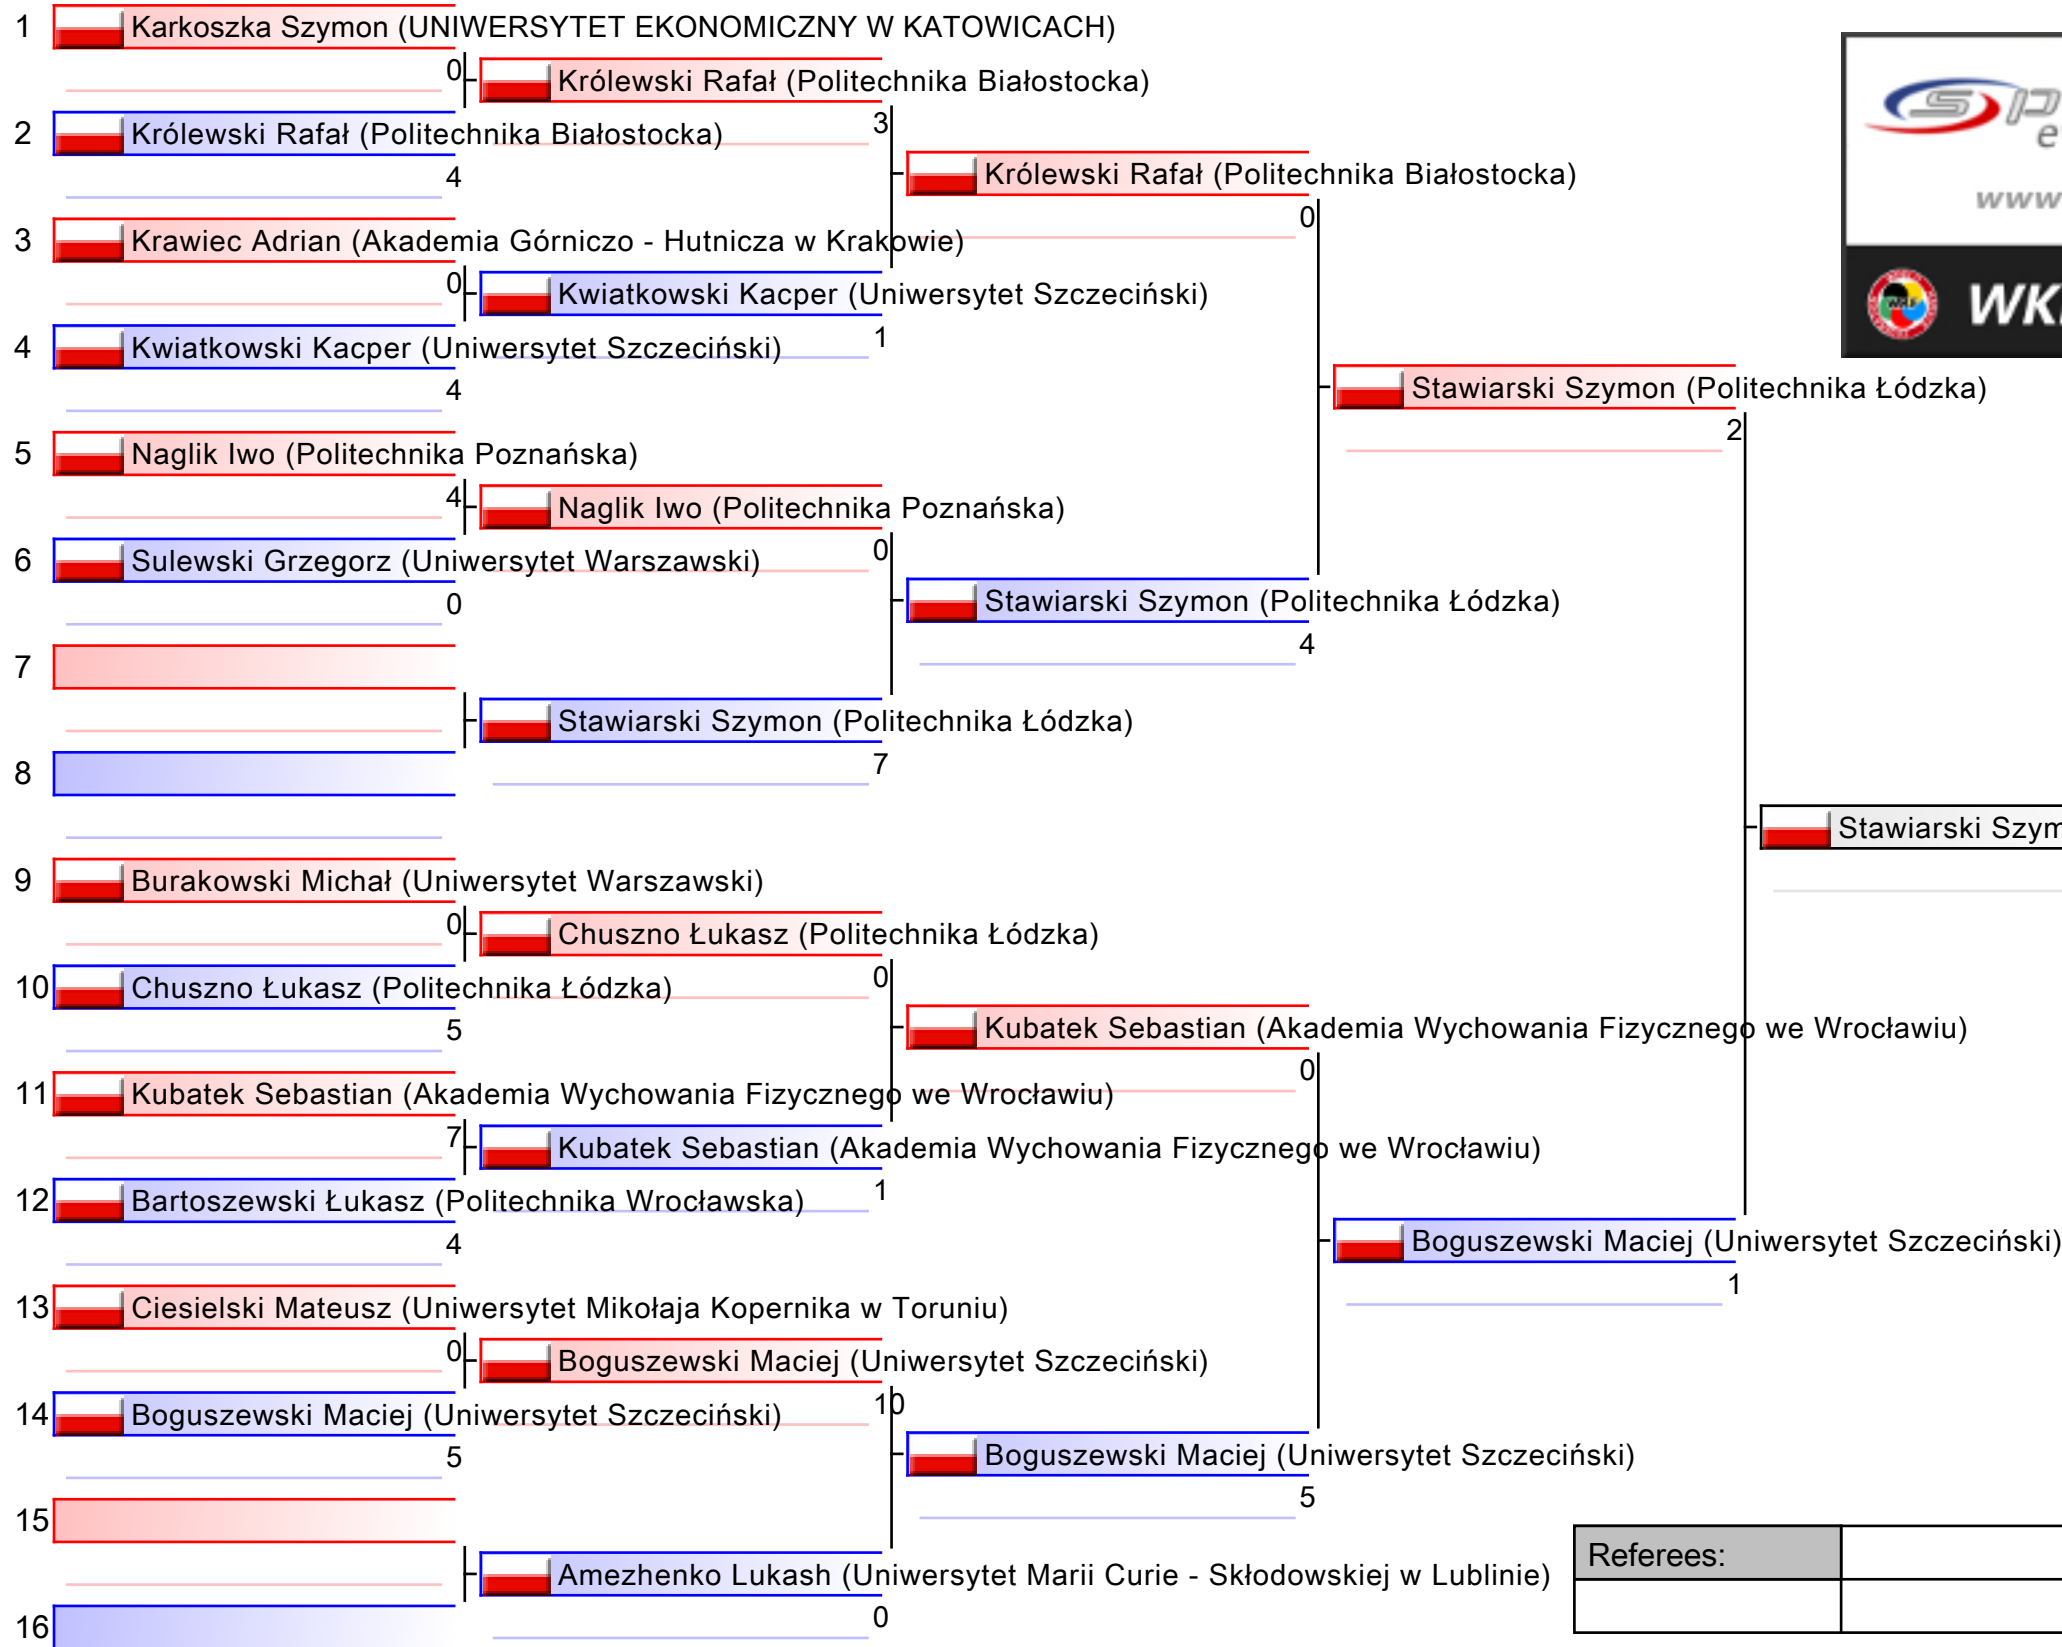 1 Karkoszka Szymon (UNIWERSYTET EKONOMICZNY W KATOWICACH)
0 Królewski Rafał (Politechnika Białostocka)
3
2 Królewski Rafał (Politechnika Białostocka)
4
Królewski Rafał (Politechnika Białostocka)
0
www
3 Krawiec Adrian (Akademia Górniczo - Hutnicza w Krakowie)
0 Kwiatkowski Kacper (Uniwersytet Szczeciński)
1
WKF
4 Kwiatkowski Kacper (Uniwersytet Szczeciński)
4
Stawiarski Szymon (Politechnika Łódzka)
2
5 Naglik Iwo (Politechnika Poznańska)
4 Naglik Iwo (Politechnika Poznańska)
0
6 Sulewski Grzegorz (Uniwersytet Warszawski)
0
Stawiarski Szymon (Politechnika Łódzka)
4
7
Stawiarski Szymon (Politechnika Łódzka)
7
8
Stawiarski Szym
9 Burakowski Michał (Uniwersytet Warszawski)
0 Chuszno Łukasz (Politechnika Łódzka)
0
10 Chuszno Łukasz (Politechnika Łódzka)
5
Kubatek Sebastian (Akademia Wychowania Fizycznego we Wrocławiu)
0
11 Kubatek Sebastian (Akademia Wychowania Fizycznego we Wrocławiu)
7 Kubatek Sebastian (Akademia Wychowania Fizycznego we Wrocławiu)
1
12 Bartoszewski Łukasz (Politechnika Wrocławska)
4
Boguszewski Maciej (Uniwersytet Szczeciński)
1
13 Ciesielski Mateusz (Uniwersytet Mikołaja Kopernika w Toruniu)
0 Boguszewski Maciej (Uniwersytet Szczeciński)
10
14 Boguszewski Maciej (Uniwersytet Szczeciński)
5
Boguszewski Maciej (Uniwersytet Szczeciński)
5
15
Referees:
Amezhenko Lukash (Uniwersytet Marii Curie - Skłodowskiej w Lublinie)
0
16